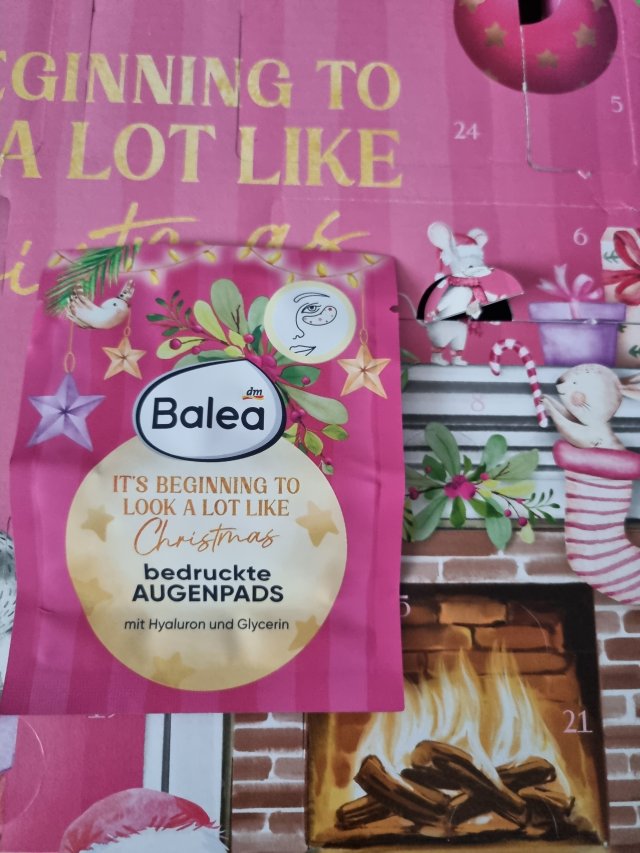 EGINNING TO
A LOT LIKE
24
5
6
8
21
dm
Balea
IT'S BEGINNING TO
LOOK A LOT LIKE
Christmas
bedruckte
AUGENPADS
mit Hyaluron und Glycerin